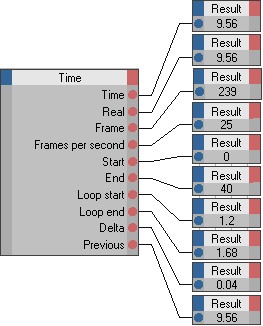 Time
Time
Real
Frame
Frames per second
Start
End
Loop start
Loop end
Delta
Previous
Result
9.56
Result
9.56
Result
239
Result
25
Result
0
Result
40
Result
1.2
Result
1.68
Result
0.04
Result
9.56